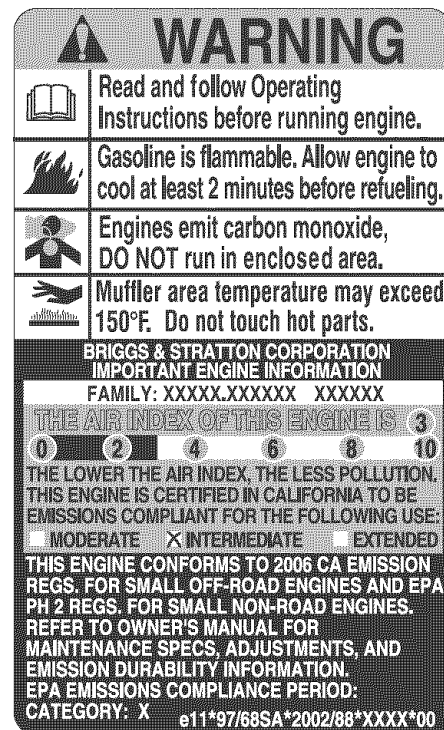 WARNING
Read and follow Operating
Instructions before running engine.
Gasoline is flammable. Allow engine to
cool at least 2 minutes before refueling.
Engines emit carbon monoxide,
DO NOT run in enclosed area.
Muffler area temperature may exceed
150°F. Do not touch hot parts.
BRIGGS & STRATTON CORPORATION
IMPORTANT ENGINE INFORMATION
FAMILY: XXXXX.XXXXXX XXXXXX
THE AIR INDEX OF THIS ENGINE IS 3
0 2 4 6 8 10
THE LOWER THE AIR INDEX, THE LESS POLLUTION.
THIS ENGINE IS CERTIFIED IN CALIFORNIA TO BE
EMISSIONS COMPLIANT FOR THE FOLLOWING USE:
MODERATE X INTERMEDIATE EXTENDED
THIS ENGINE CONFORMS TO 2006 CA EMISSION
REGS. FOR SMALL OFF-ROAD ENGINES AND EPA
PH 2 REGS. FOR SMALL NON-ROAD ENGINES.
REFER TO OWNER'S MANUAL FOR
MAINTENANCE SPECS, ADJUSTMENTS, AND
EMISSION DURABILITY INFORMATION.
EPA EMISSIONS COMPLIANCE PERIOD:
CATEGORY: X e11*97/68SA*2002/88*XXXX*00